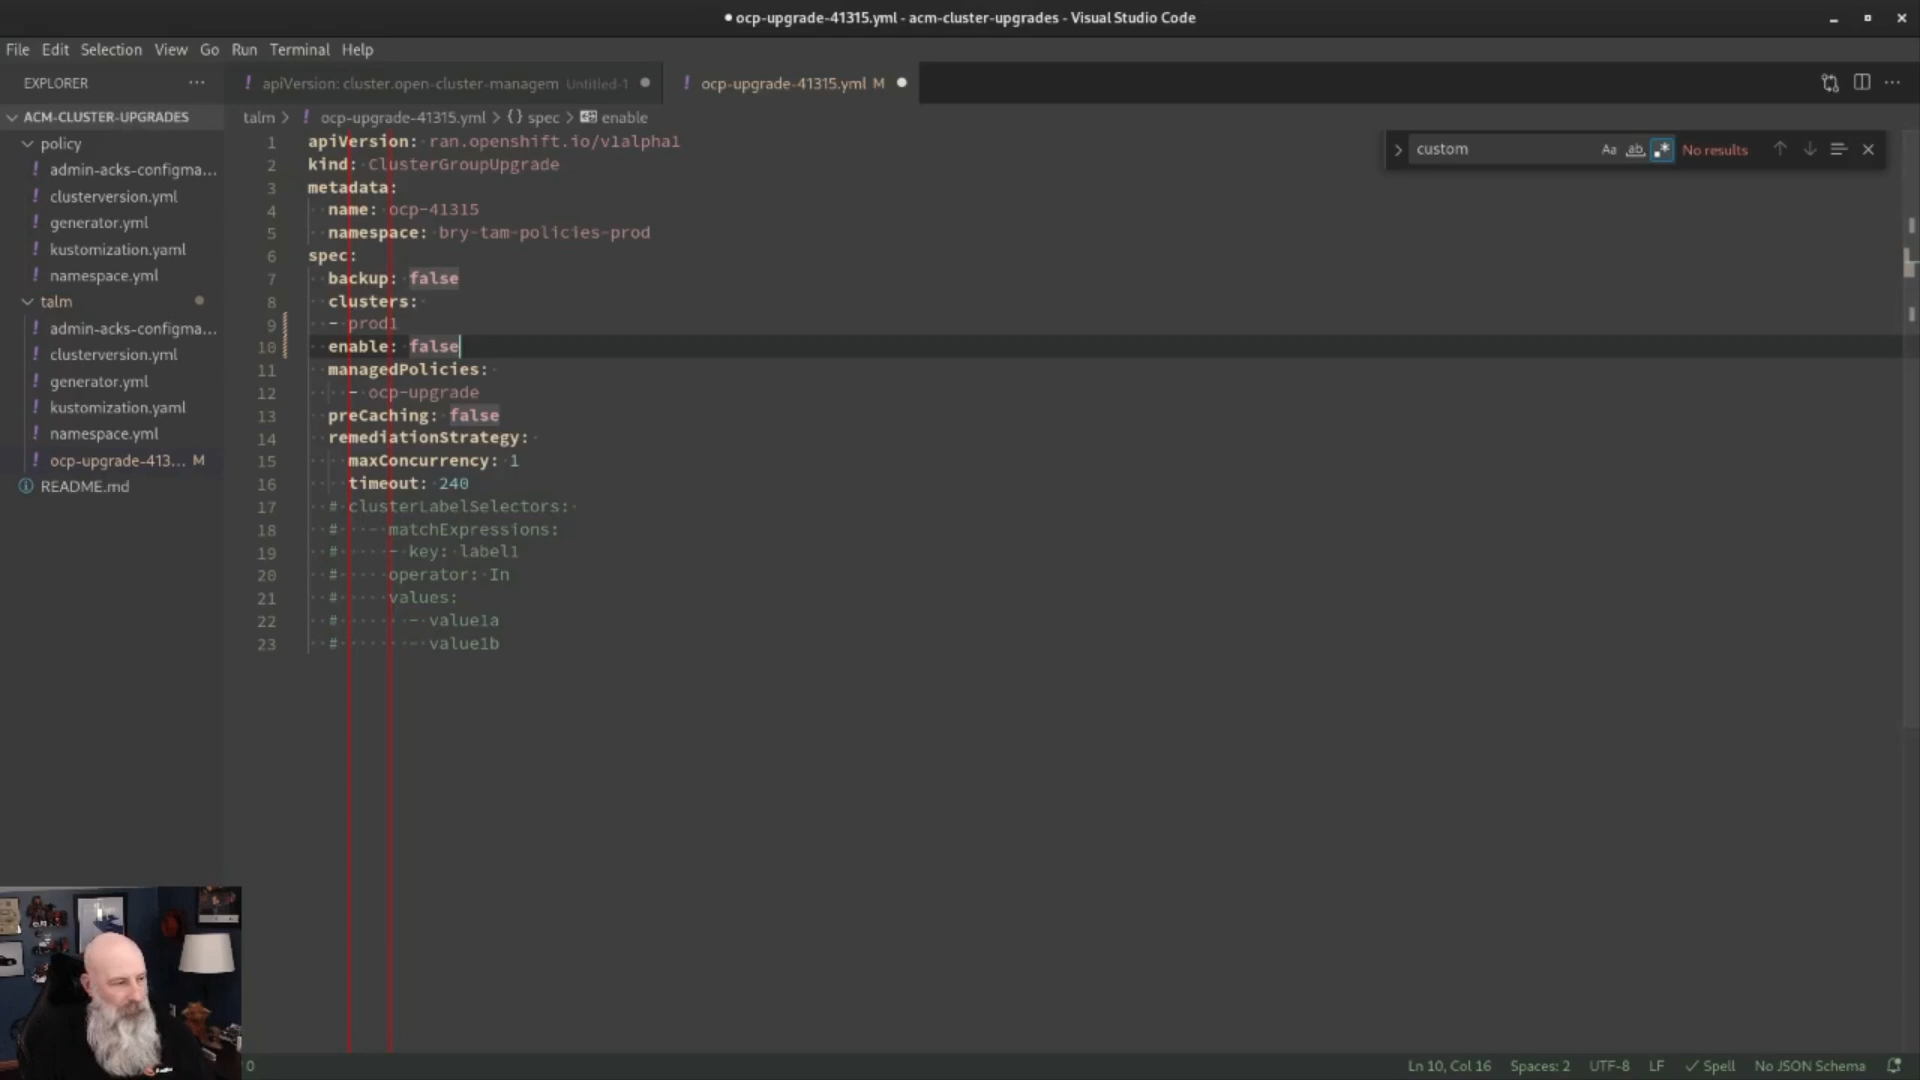 ocp-upgrade-41315.yml - acm-cluster-upgrades - Visual Studio Code
File Edit Selection View Go Run Terminal Help
EXPLORER
apiVersion: cluster.open-cluster-managem Untitled-1
ocp-upgrade-41315.yml M
ACM-CLUSTER-UPGRADES
policy
admin-acks-configma...
clusterversion.yml
generator.yml
kustomization.yaml
namespace.yml
talm
admin-acks-configma...
clusterversion.yml
generator.yml
kustomization.yaml
namespace.yml
ocp-upgrade-413... M
README.md
talm > ocp-upgrade-41315.yml > {} spec > enable
1 apiVersion: ran.openshift.io/v1alpha1
2 kind: ClusterGroupUpgrade
3 metadata:
4 name: ocp-41315
5 namespace: bry-tam-policies-prod
6 spec:
7 backup: false
8 clusters:
9 - prod1
10 enable: false
11 managedPolicies:
12 - ocp-upgrade
13 preCaching: false
14 remediationStrategy:
15 maxConcurrency: 1
16 timeout: 240
17 # clusterLabelSelectors:
18 # - matchExpressions:
19 # - key: label1
20 # operator: In
21 # values:
22 # - value1a
23 # - value1b
custom Aa ab No results
0
Ln 10, Col 16 Spaces: 2 UTF-8 LF Spell No JSON Schema